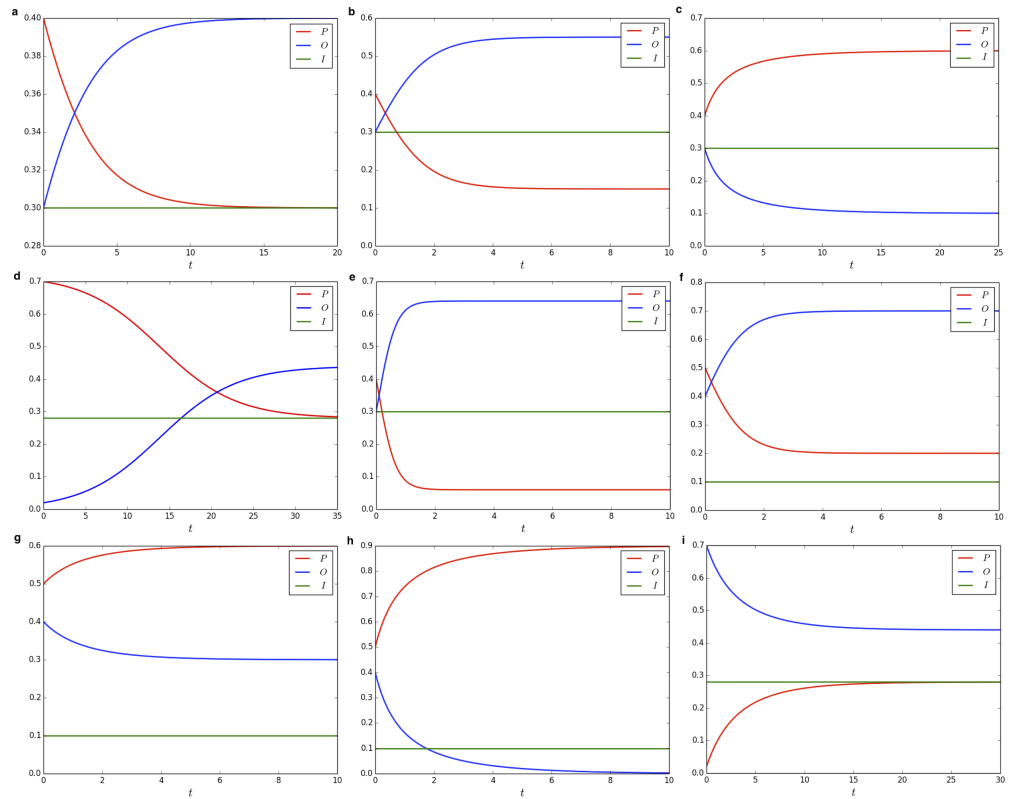 a
0.40
0.38
0.36
0.34
0.32
0.30
0.28
0 5 10 15 20
t
P
O
I
b
0.6
0.5
0.4
0.3
0.2
0.1
0.0
0 2 4 6 8 10
t
P
O
I
c
0.7
0.6
0.5
0.4
0.3
0.2
0.1
0.0
0 5 10 15 20 25
t
P
O
I
d
0.7
0.6
0.5
0.4
0.3
0.2
0.1
0.0
0 5 10 15 20 25 30 35
t
P
O
I
e
0.7
0.6
0.5
0.4
0.3
0.2
0.1
0.0
0 2 4 6 8 10
t
P
O
I
f
0.8
0.7
0.6
0.5
0.4
0.3
0.2
0.1
0.0
0 2 4 6 8 10
t
P
O
I
g
0.6
0.5
0.4
0.3
0.2
0.1
0.0
0 2 4 6 8 10
t
P
O
I
h
0.9
0.8
0.7
0.6
0.5
0.4
0.3
0.2
0.1
0.0
0 2 4 6 8 10
t
P
O
I
i
0.7
0.6
0.5
0.4
0.3
0.2
0.1
0.0
0 5 10 15 20 25 30
t
P
O
I